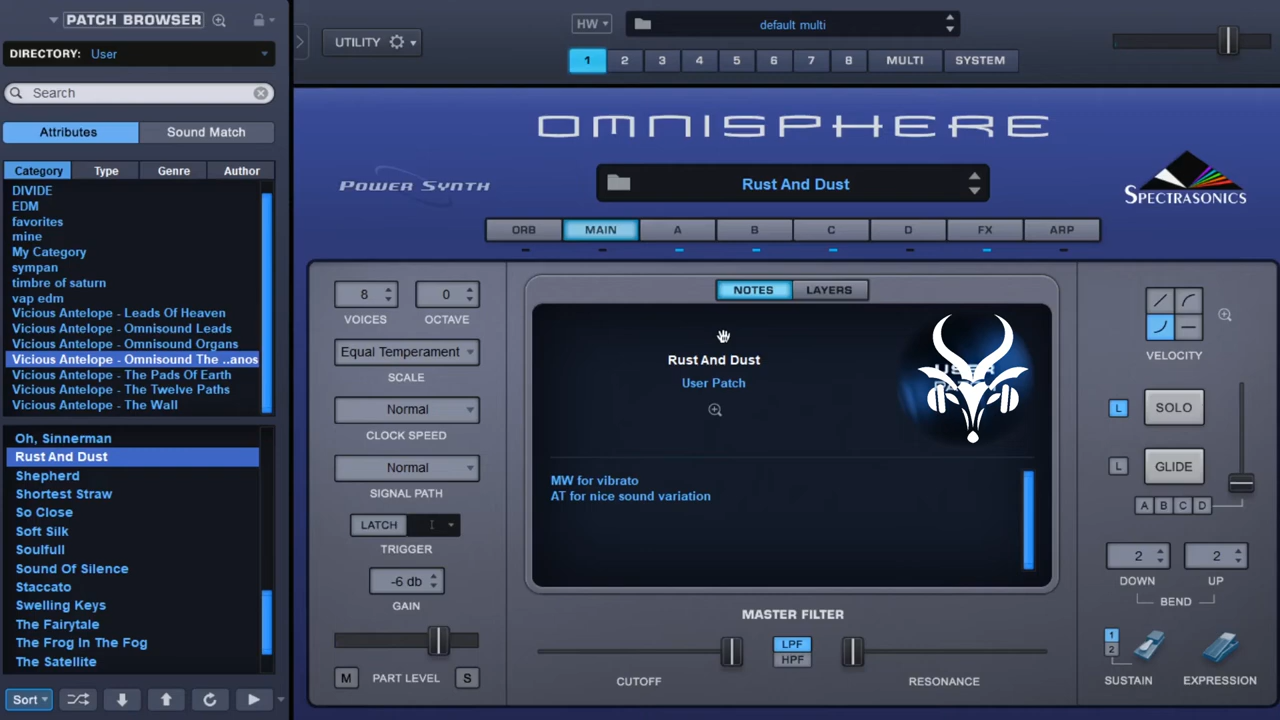 PATCH BROWSER
DIRECTORY: User
Search
Attributes
Sound Match
Category
Type
Genre
Author
DIVIDE
EDM
favorites
mine
My Category
sympan
timbre of saturn
vap edm
Vicious Antelope - Leads Of Heaven
Vicious Antelope - Omnisound Leads
Vicious Antelope - Omnisound Organs
Vicious Antelope - Omnisound The ..anos
Vicious Antelope - The Pads Of Earth
Vicious Antelope - The Twelve Paths
Vicious Antelope - The Wall
Oh, Sinnerman
Rust And Dust
Shepherd
Shortest Straw
So Close
Soft Silk
Soulfull
Sound Of Silence
Staccato
Swelling Keys
The Fairytale
The Frog In The Fog
The Satellite
Sort
UTILITY
HW
default multi
1 2 3 4 5 6 7 8 MULTI SYSTEM
OMNISPHERE
POWER SYNTH
Rust And Dust
SPECTRASONICS
ORB MAIN A B C D FX ARP
8
VOICES
0
OCTAVE
Equal Temperament
SCALE
Normal
CLOCK SPEED
Normal
SIGNAL PATH
LATCH
TRIGGER
-6 db
GAIN
M PART LEVEL S
NOTES LAYERS
Rust And Dust
User Patch
USER
MW for vibrato
AT for nice sound variation
MASTER FILTER
LPF
HPF
CUTOFF
RESONANCE
VELOCITY
L SOLO
L GLIDE
A B C D
2 2
DOWN UP
BEND
1
2
SUSTAIN
EXPRESSION